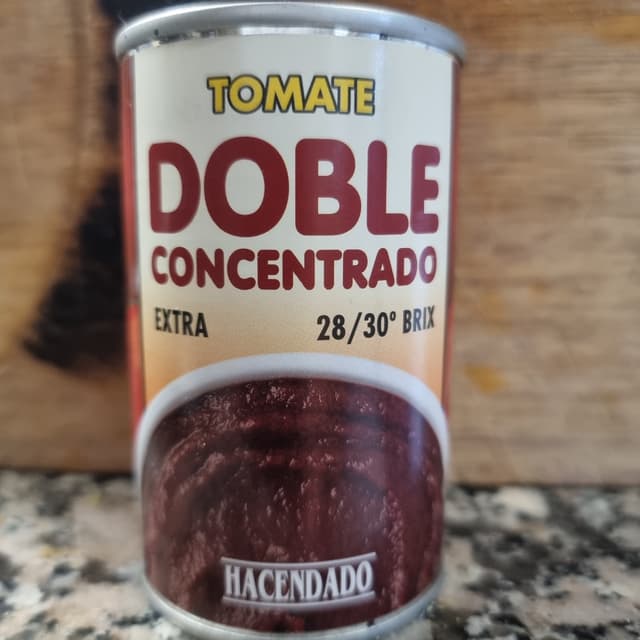 TOMATE
DOBLE
CONCENTRADO
EXTRA 28/30° BRIX
HACENDADO